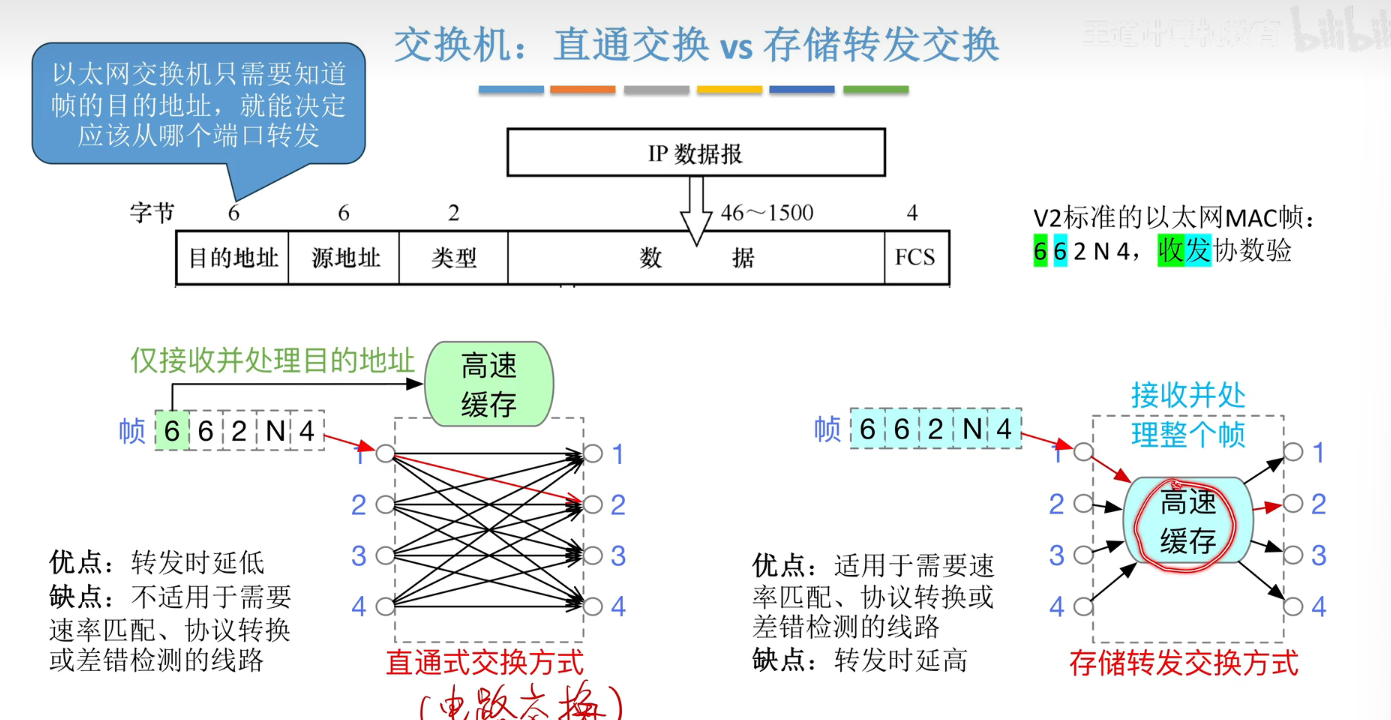 交换机：直通交换 vs 存储转发交换
王道计算机教育 bilibili
以太网交换机只需要知道
帧的目的地址，就能决定
应该从哪个端口转发
IP 数据报
字节 6 6 2 46～1500 4
目的地址 源地址 类型 数 据 FCS
V2标准的以太网MAC帧：
6 6 2 N 4，收发协数验
仅接收并处理目的地址
高速
缓存
帧 6 6 2 N 4
1 1
2 2
3 3
4 4
优点：转发时延低
缺点：不适用于需要
速率匹配、协议转换
或差错检测的线路
直通式交换方式
(电路交换)
接收并处
理整个帧
帧 6 6 2 N 4
高速
缓存
1 1
2 2
3 3
4 4
优点：适用于需要速
率匹配、协议转换或
差错检测的线路
缺点：转发时延高
存储转发交换方式